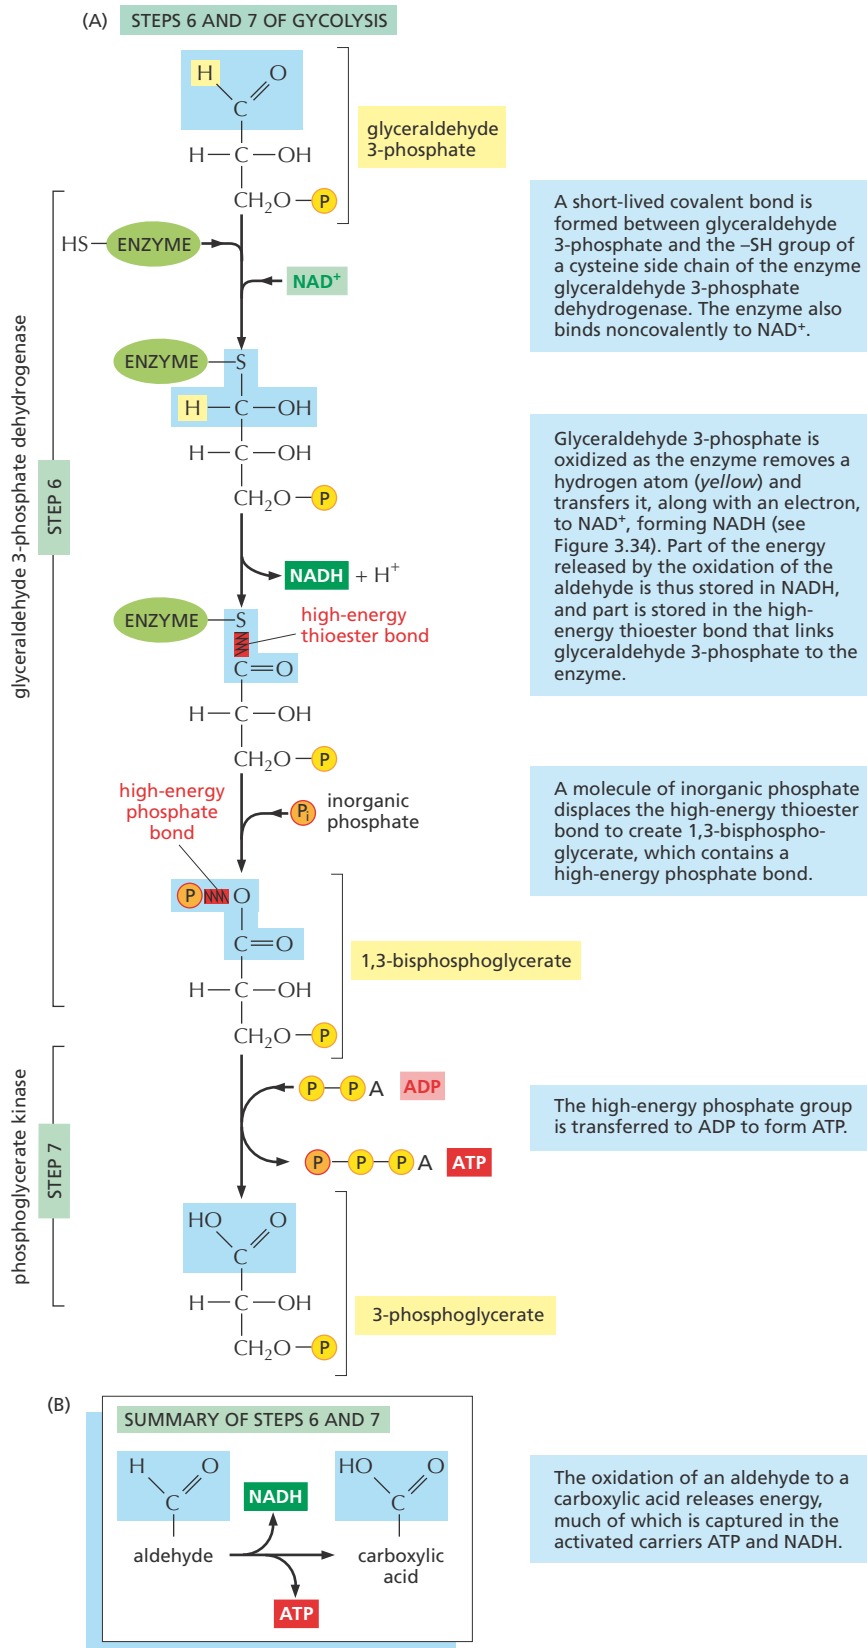 (A) STEPS 6 AND 7 OF GYCOLYSIS
H O
C
H—C—OH
CH₂O—P
glyceraldehyde
3-phosphate
HS—ENZYME
NAD⁺
A short-lived covalent bond is
formed between glyceraldehyde
3-phosphate and the –SH group of
a cysteine side chain of the enzyme
glyceraldehyde 3-phosphate
dehydrogenase. The enzyme also
binds noncovalently to NAD⁺.
glyceraldehyde 3-phosphate dehydrogenase
STEP 6
ENZYME—S
H—C—OH
H—C—OH
CH₂O—P
NADH + H⁺
Glyceraldehyde 3-phosphate is
oxidized as the enzyme removes a
hydrogen atom (yellow) and
transfers it, along with an electron,
to NAD⁺, forming NADH (see
Figure 3.34). Part of the energy
released by the oxidation of the
aldehyde is thus stored in NADH,
and part is stored in the high-
energy thioester bond that links
glyceraldehyde 3-phosphate to the
enzyme.
ENZYME—S
high-energy
thioester bond
C=O
H—C—OH
CH₂O—P
high-energy
phosphate
bond
Pi inorganic
phosphate
A molecule of inorganic phosphate
displaces the high-energy thioester
bond to create 1,3-bisphospho-
glycerate, which contains a
high-energy phosphate bond.
P O
C=O
H—C—OH
CH₂O—P
1,3-bisphosphoglycerate
phosphoglycerate kinase
STEP 7
P—P A ADP
P—P—P A ATP
The high-energy phosphate group
is transferred to ADP to form ATP.
HO O
C
H—C—OH
CH₂O—P
3-phosphoglycerate
(B)
SUMMARY OF STEPS 6 AND 7
H O
C
aldehyde
NADH
ATP
HO O
C
carboxylic
acid
The oxidation of an aldehyde to a
carboxylic acid releases energy,
much of which is captured in the
activated carriers ATP and NADH.